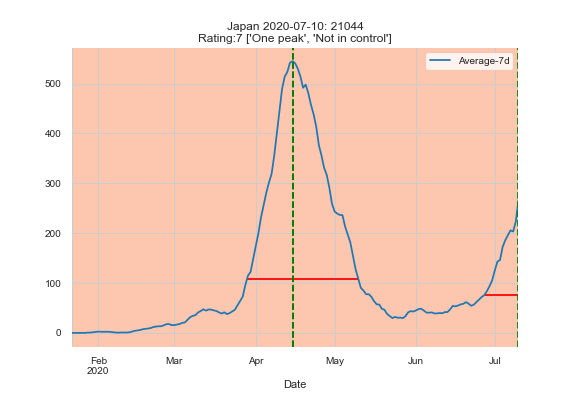 Japan 2020-07-10: 21044
Rating:7 ['One peak', 'Not in control']
Average-7d
500
400
300
200
100
0
Feb Mar Apr May Jun Jul
2020
Date